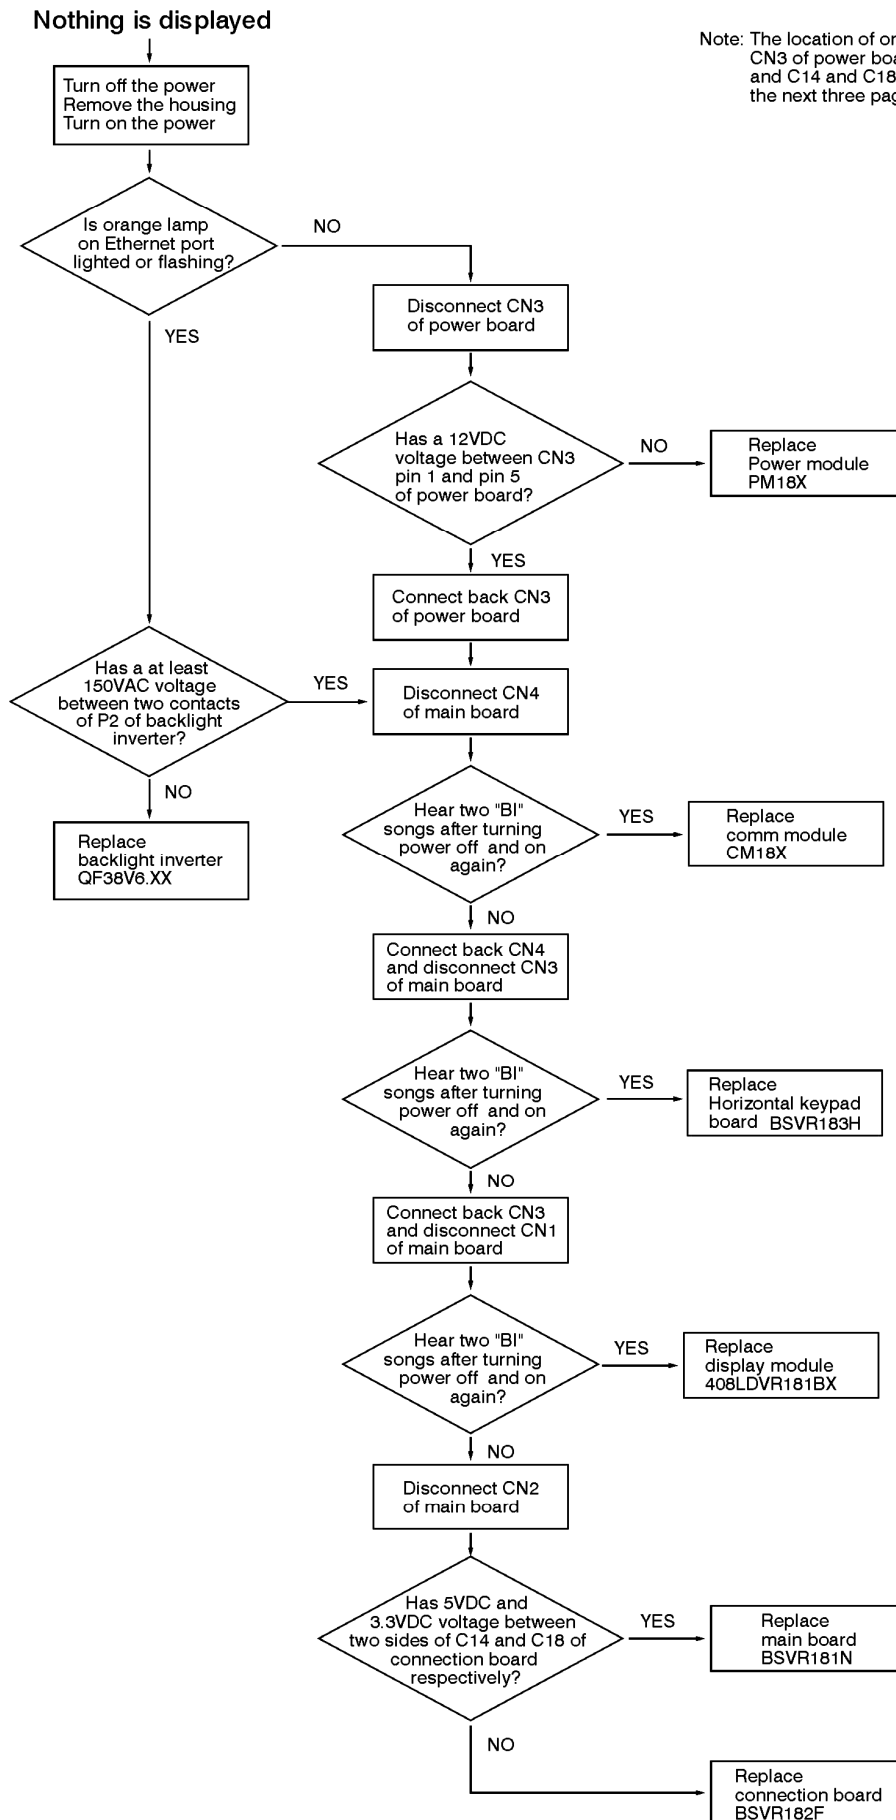 Nothing is displayed
Note: The location of or
CN3 of power boa
and C14 and C18
the next three pag
Turn off the power
Remove the housing
Turn on the power
Is orange lamp
on Ethernet port
lighted or flashing?
NO
YES
Disconnect CN3
of power board
Has a 12VDC
voltage between CN3
pin 1 and pin 5
of power board?
NO
Replace
Power module
PM18X
YES
Connect back CN3
of power board
Has a at least
150VAC voltage
between two contacts
of P2 of backlight
inverter?
YES
Disconnect CN4
of main board
NO
Replace
backlight inverter
QF38V6.XX
Hear two "BI"
songs after turning
power off and on
again?
YES
Replace
comm module
CM18X
NO
Connect back CN4
and disconnect CN3
of main board
Hear two "BI"
songs after turning
power off and on
again?
YES
Replace
Horizontal keypad
board BSVR183H
NO
Connect back CN3
and disconnect CN1
of main board
Hear two "BI"
songs after turning
power off and on
again?
YES
Replace
display module
408LDVR181BX
NO
Disconnect CN2
of main board
Has 5VDC and
3.3VDC voltage between
two sides of C14 and C18 of
connection board
respectively?
YES
Replace
main board
BSVR181N
NO
Replace
connection board
BSVR182F